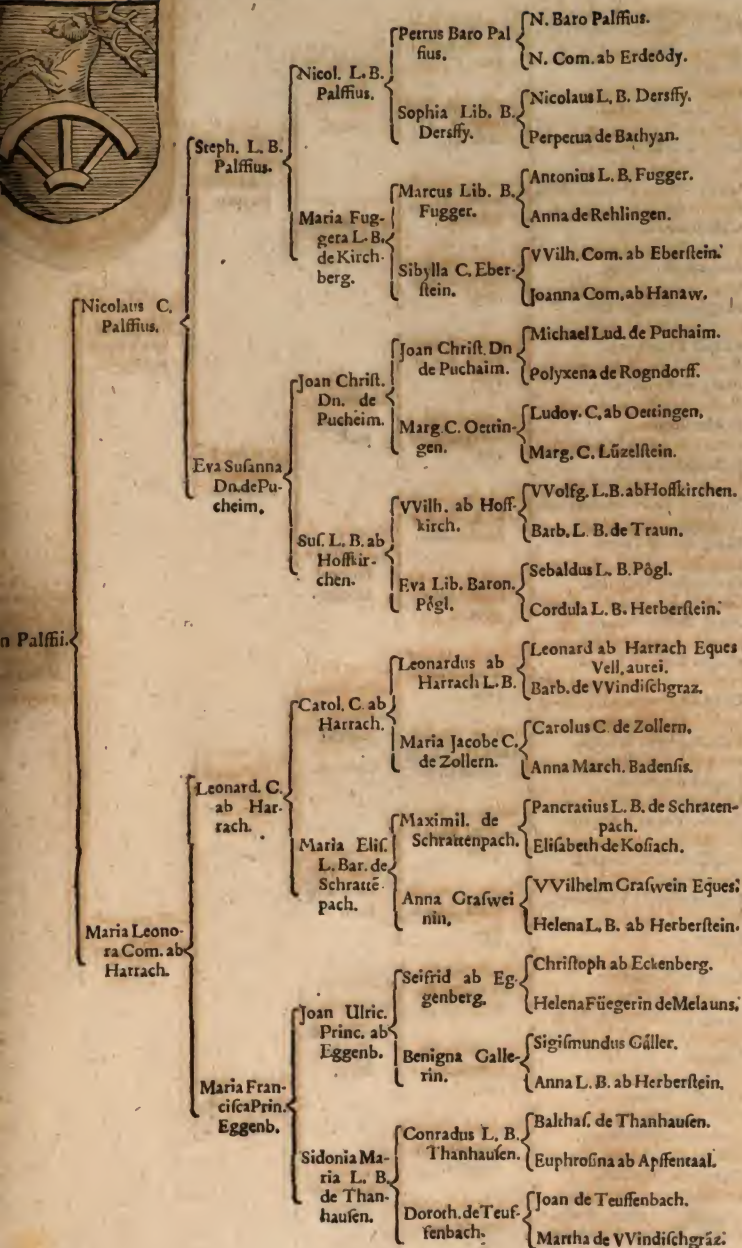 n Palffii.
Nicolaus C.
Palffius.
Maria Leono-
ra Com. ab
Harrach.
Steph. L. B.
Palffius.
Eva Susanna
Dn. de Pu-
cheim.
Leonard. C.
ab Har-
rach.
Maria Fran-
cisca Prin.
Eggenb.
Nicol. L. B.
Palffius.
Maria Fug-
gera L. B.
de Kirch-
berg.
Joan Christ.
Dn. de
Pucheim.
Sus. L. B. ab
Hoffkir-
chen.
Carol. C. ab
Harrach.
Maria Elis.
L. Bar. de
Schrattē
pach.
Joan Ulric.
Princ. ab
Eggenb.
Sidonia Ma-
ria L. B.
de Than-
hausen.
Petrus Baro Pal
fius.
Sophia Lib. B.
Dersffy.
Marcus Lib. B.
Fugger.
Sibylla C. Eber-
stein.
Joan Christ. Dn
de Puchaim.
Marg. C. Oettin-
gen.
VVilh. ab Hoff-
kirch.
Eva Lib. Baron.
Pögl.
Leonardus ab
Harrach L. B.
Maria Jacobe C.
de Zollern.
Maximil. de
Schrattenpach.
Anna Graswei
nin.
Seifrid ab Eg-
genberg.
Benigna Galle-
rin.
Conradus L. B.
Thanhausen.
Doroth. de Teuf-
fenbach.
N. Baro Palffius.
N. Com. ab Erdeödy.
Nicolaus L. B. Dersffy.
Perpetua de Bathyan.
Antonius L. B. Fugger.
Anna de Rehlingen.
VVilh. Com. ab Eberstein.
Joanna Com. ab Hanaw.
Michael Lud. de Puchaim.
Polyxena de Rogndorff.
Ludov. C. ab Oettingen.
Marg. C. Lüzelstein.
VVolfg. L. B. ab Hoffkirchen.
Barb. L. B. de Traun.
Sebaldus L. B. Pögl.
Cordula L. B. Herberstein.
Leonard ab Harrach Eques
Vell. aurei.
Barb. de VVindischgraz.
Carolus C. de Zollern.
Anna March. Badensis.
Pancratius L. B. de Schraten-
pach.
Elisabeth de Kosiach.
VVilhelm Graswein Eques.
Helena L. B. ab Herberstein.
Christoph ab Eckenberg.
Helena Füegerin de Melauns.
Sigismundus Gäller.
Anna L. B. ab Herberstein.
Balthas. de Thanhausen.
Euphrosina ab Apffentaal.
Joan de Teuffenbach.
Martha de VVindischgräz.